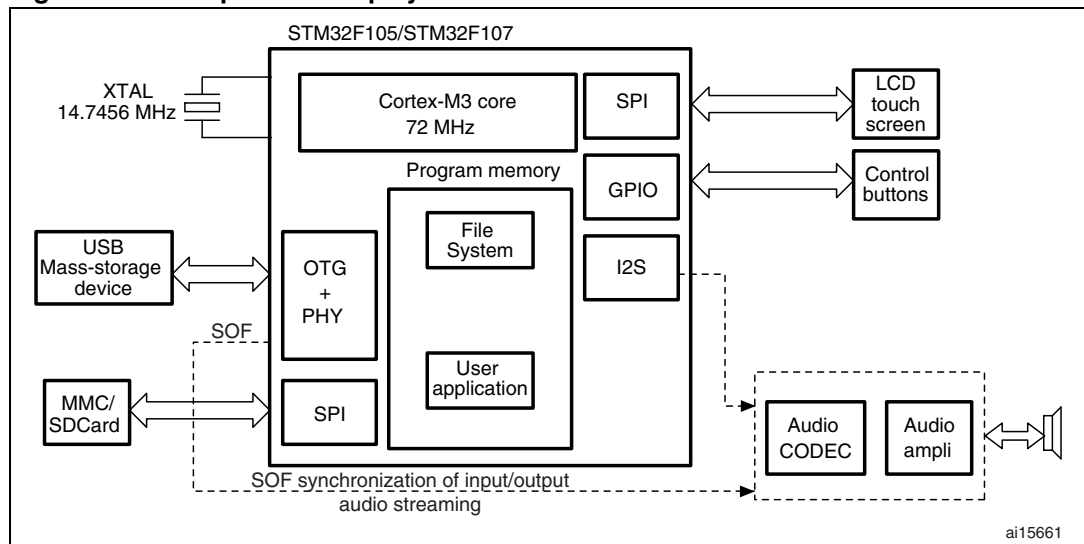 STM32F105/STM32F107
XTAL
14.7456 MHz
Cortex-M3 core
72 MHz
SPI
LCD
touch
screen
Program memory
GPIO
Control
buttons
File
System
I2S
USB
Mass-storage
device
OTG
+
PHY
SOF
User
application
MMC/
SDCard
SPI
Audio
CODEC
Audio
ampli
SOF synchronization of input/output
audio streaming
ai15661